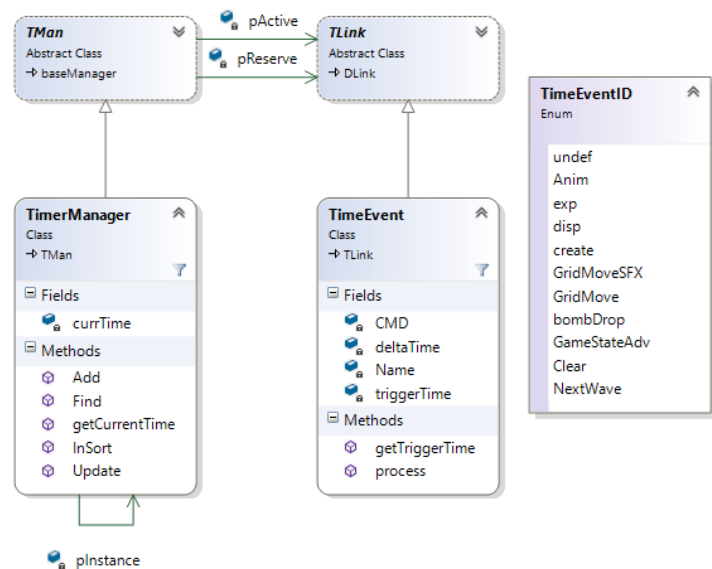 pActive
pReserve
TMan
Abstract Class
baseManager
TLink
Abstract Class
DLink
TimeEventID
Enum
undef
Anim
exp
disp
create
GridMoveSFX
GridMove
bombDrop
GameStateAdv
Clear
NextWave
TimerManager
Class
TMan
Fields
currTime
Methods
Add
Find
getCurrentTime
InSort
Update
pInstance
TimeEvent
Class
TLink
Fields
CMD
deltaTime
Name
triggerTime
Methods
getTriggerTime
process